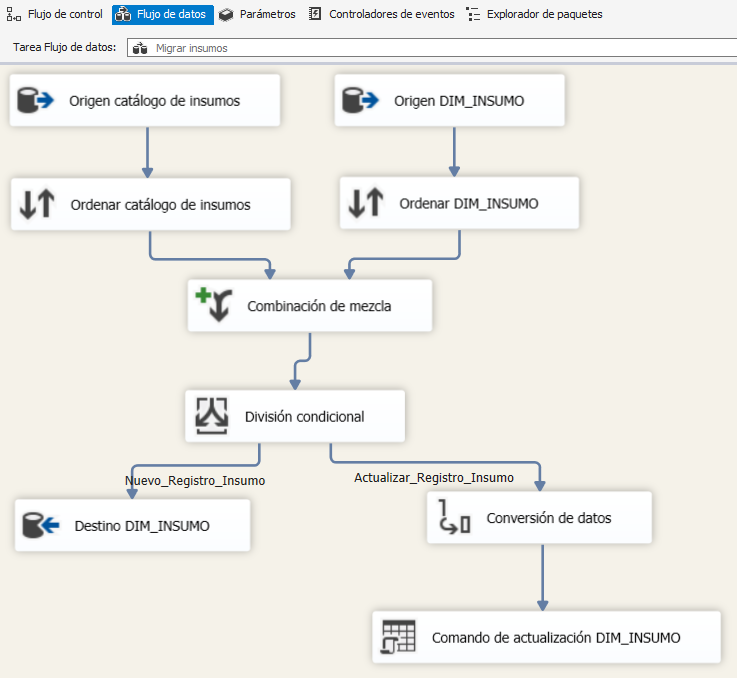 Flujo de control
Flujo de datos
Parámetros
Controladores de eventos
Explorador de paquetes
Tarea Flujo de datos:
Migrar insumos
Origen catálogo de insumos
Origen DIM_INSUMO
Ordenar catálogo de insumos
Ordenar DIM_INSUMO
Combinación de mezcla
División condicional
Nuevo_Registro_Insumo
Actualizar_Registro_Insumo
Destino DIM_INSUMO
Conversión de datos
Comando de actualización DIM_INSUMO